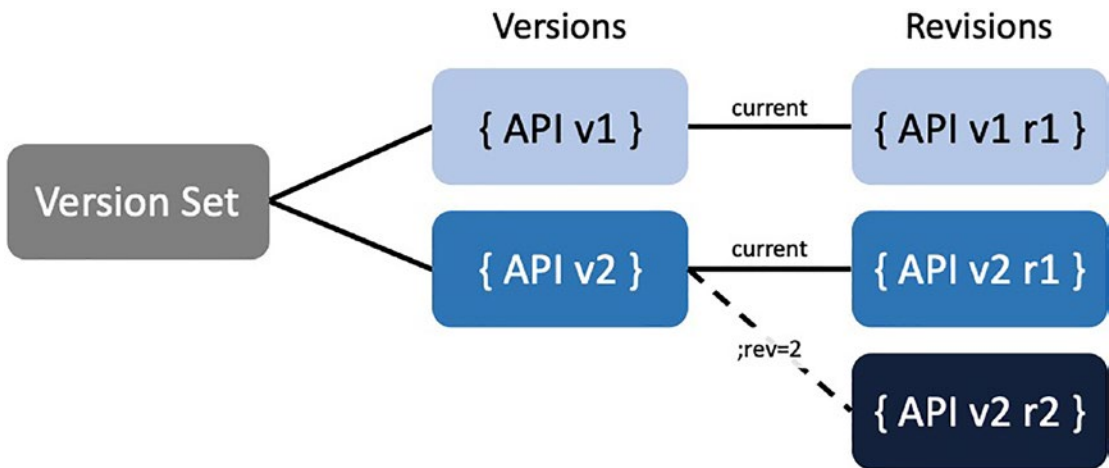 Versions
Revisions
{ API v1 }
current
{ API v1 r1 }
Version Set
{ API v2 }
current
{ API v2 r1 }
;rev=2
{ API v2 r2 }